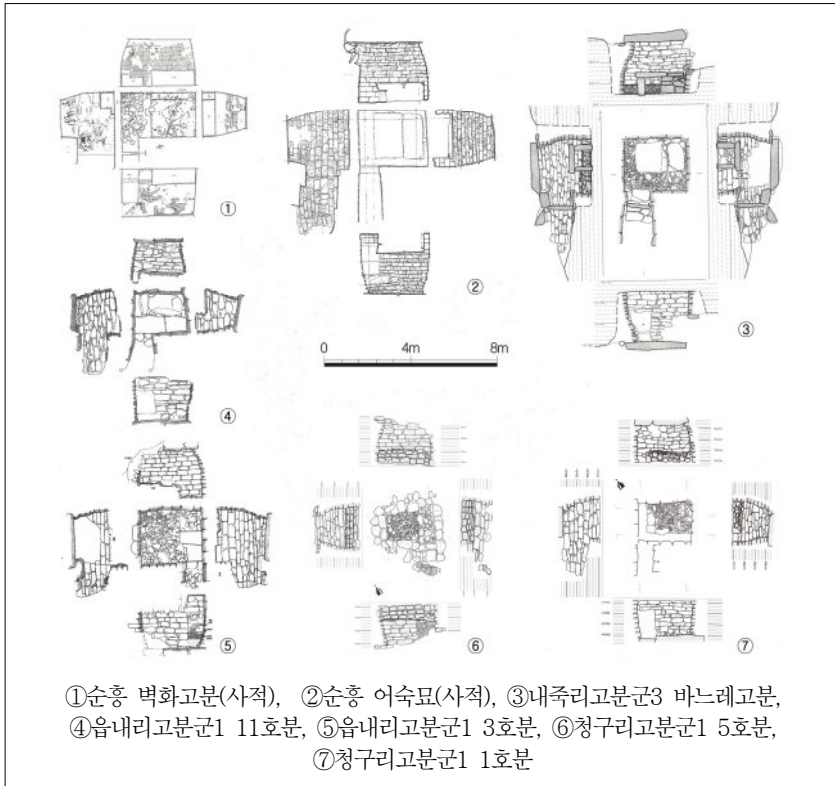 ①
②
③
④
0 4m 8m
⑤
⑥
⑦
①순흥 벽화고분(사적), ②순흥 어숙묘(사적), ③내죽리고분군3 바느레고분,
④읍내리고분군1 11호분, ⑤읍내리고분군1 3호분, ⑥청구리고분군1 5호분,
⑦청구리고분군1 1호분